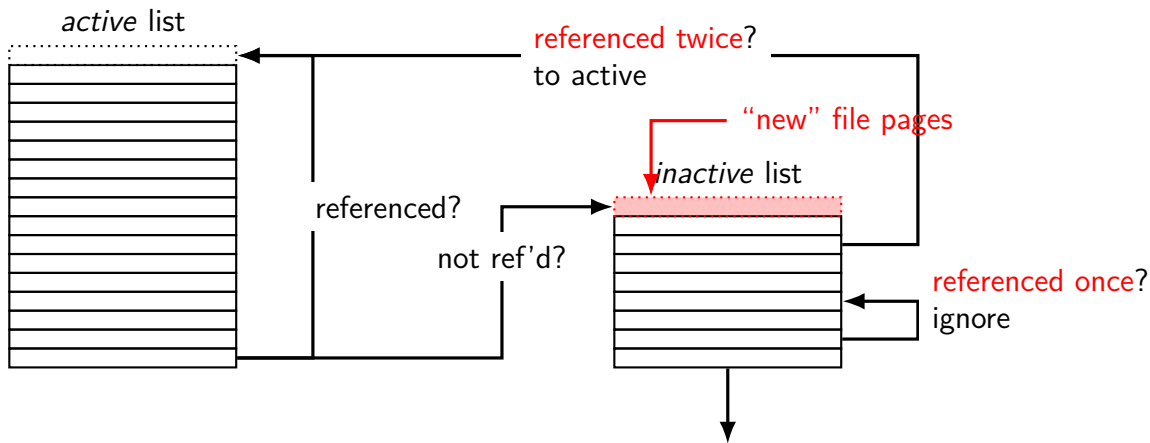 active list
referenced twice?
to active
“new” file pages
inactive list
referenced?
not ref'd?
referenced once?
ignore